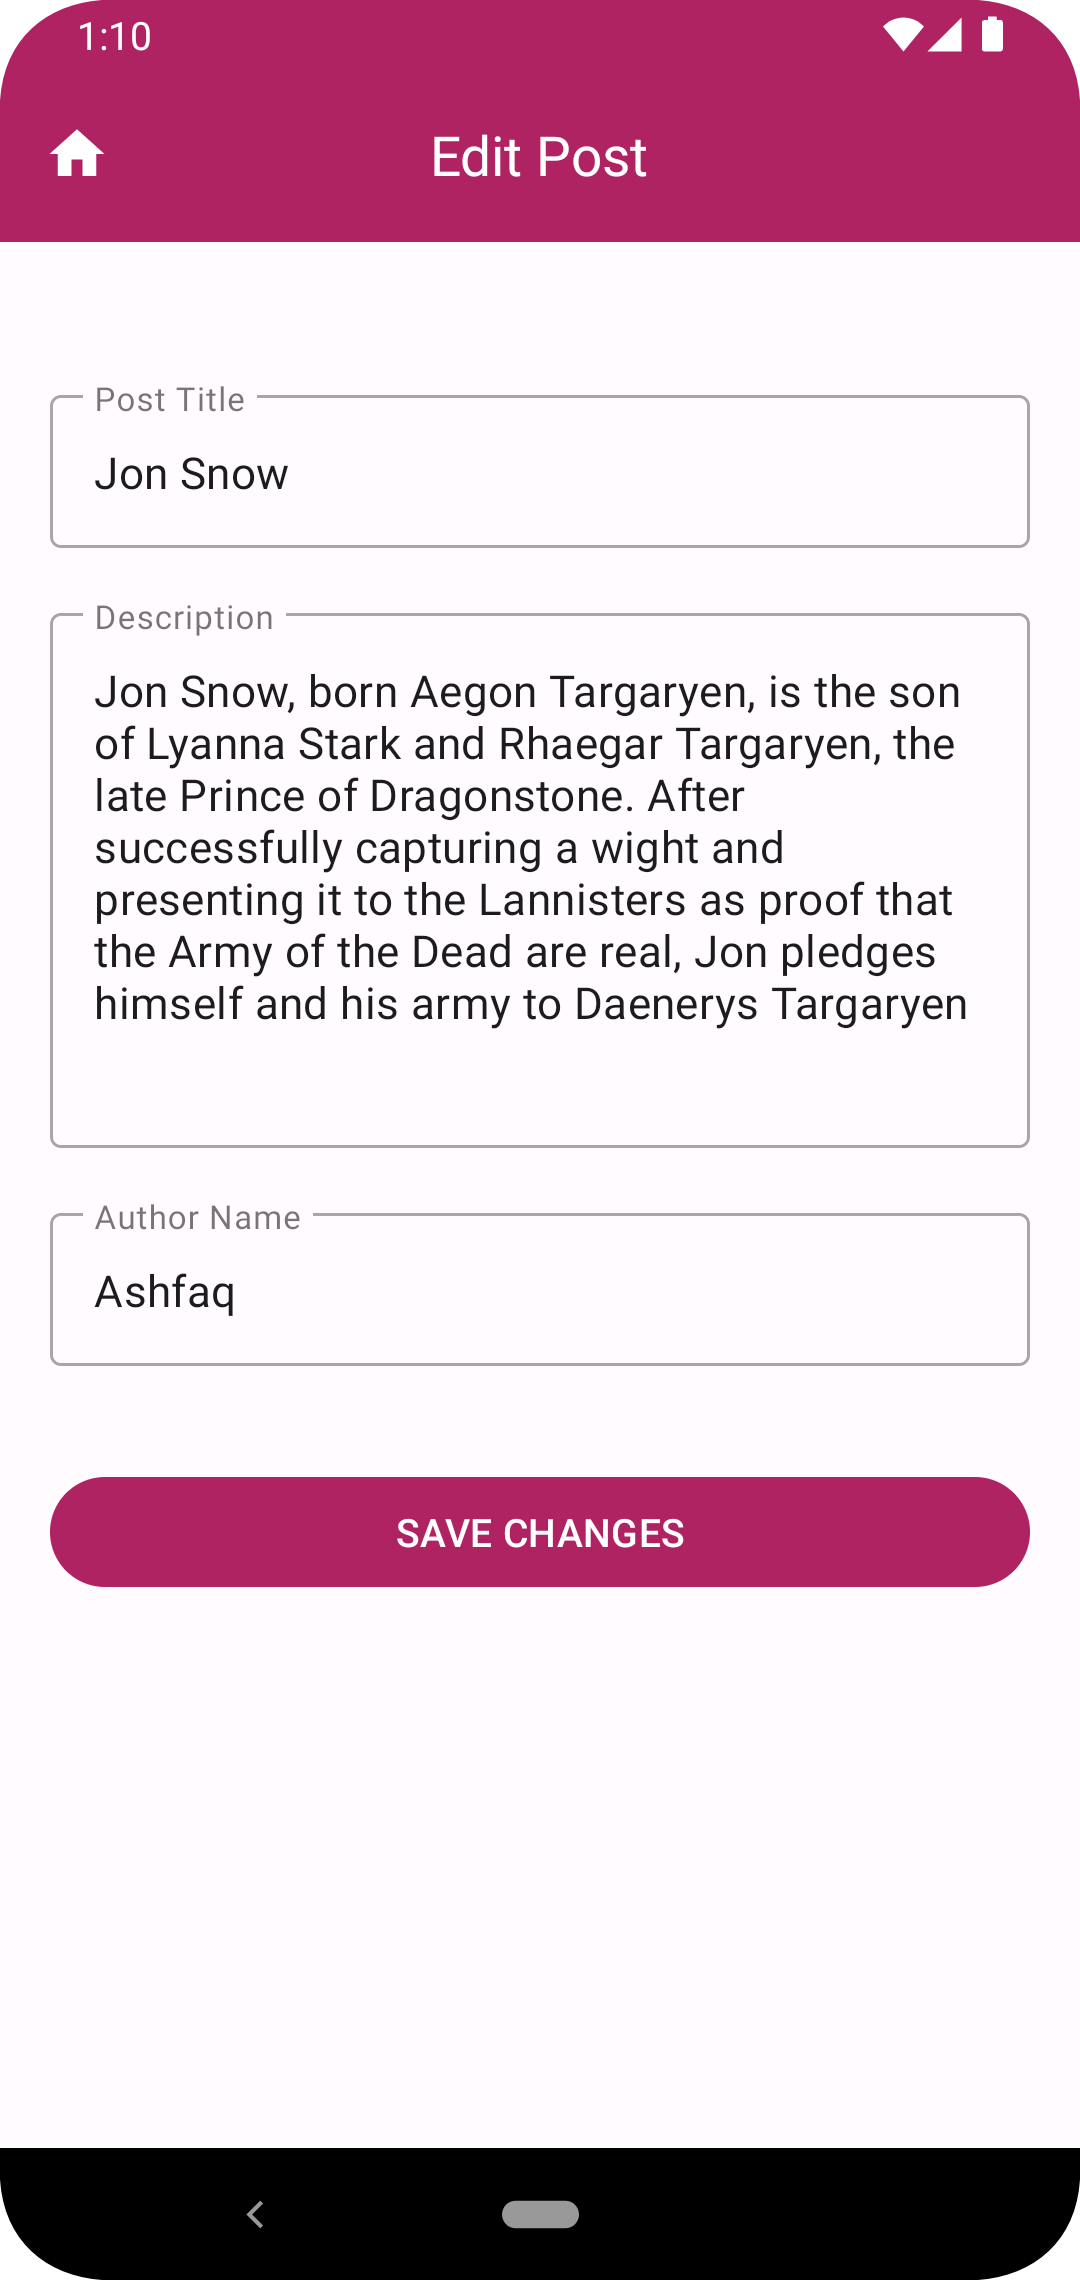 1:10
Edit Post
Post Title
Jon Snow
Description
Jon Snow, born Aegon Targaryen, is the son
of Lyanna Stark and Rhaegar Targaryen, the
late Prince of Dragonstone. After
successfully capturing a wight and
presenting it to the Lannisters as proof that
the Army of the Dead are real, Jon pledges
himself and his army to Daenerys Targaryen
Author Name
Ashfaq
SAVE CHANGES